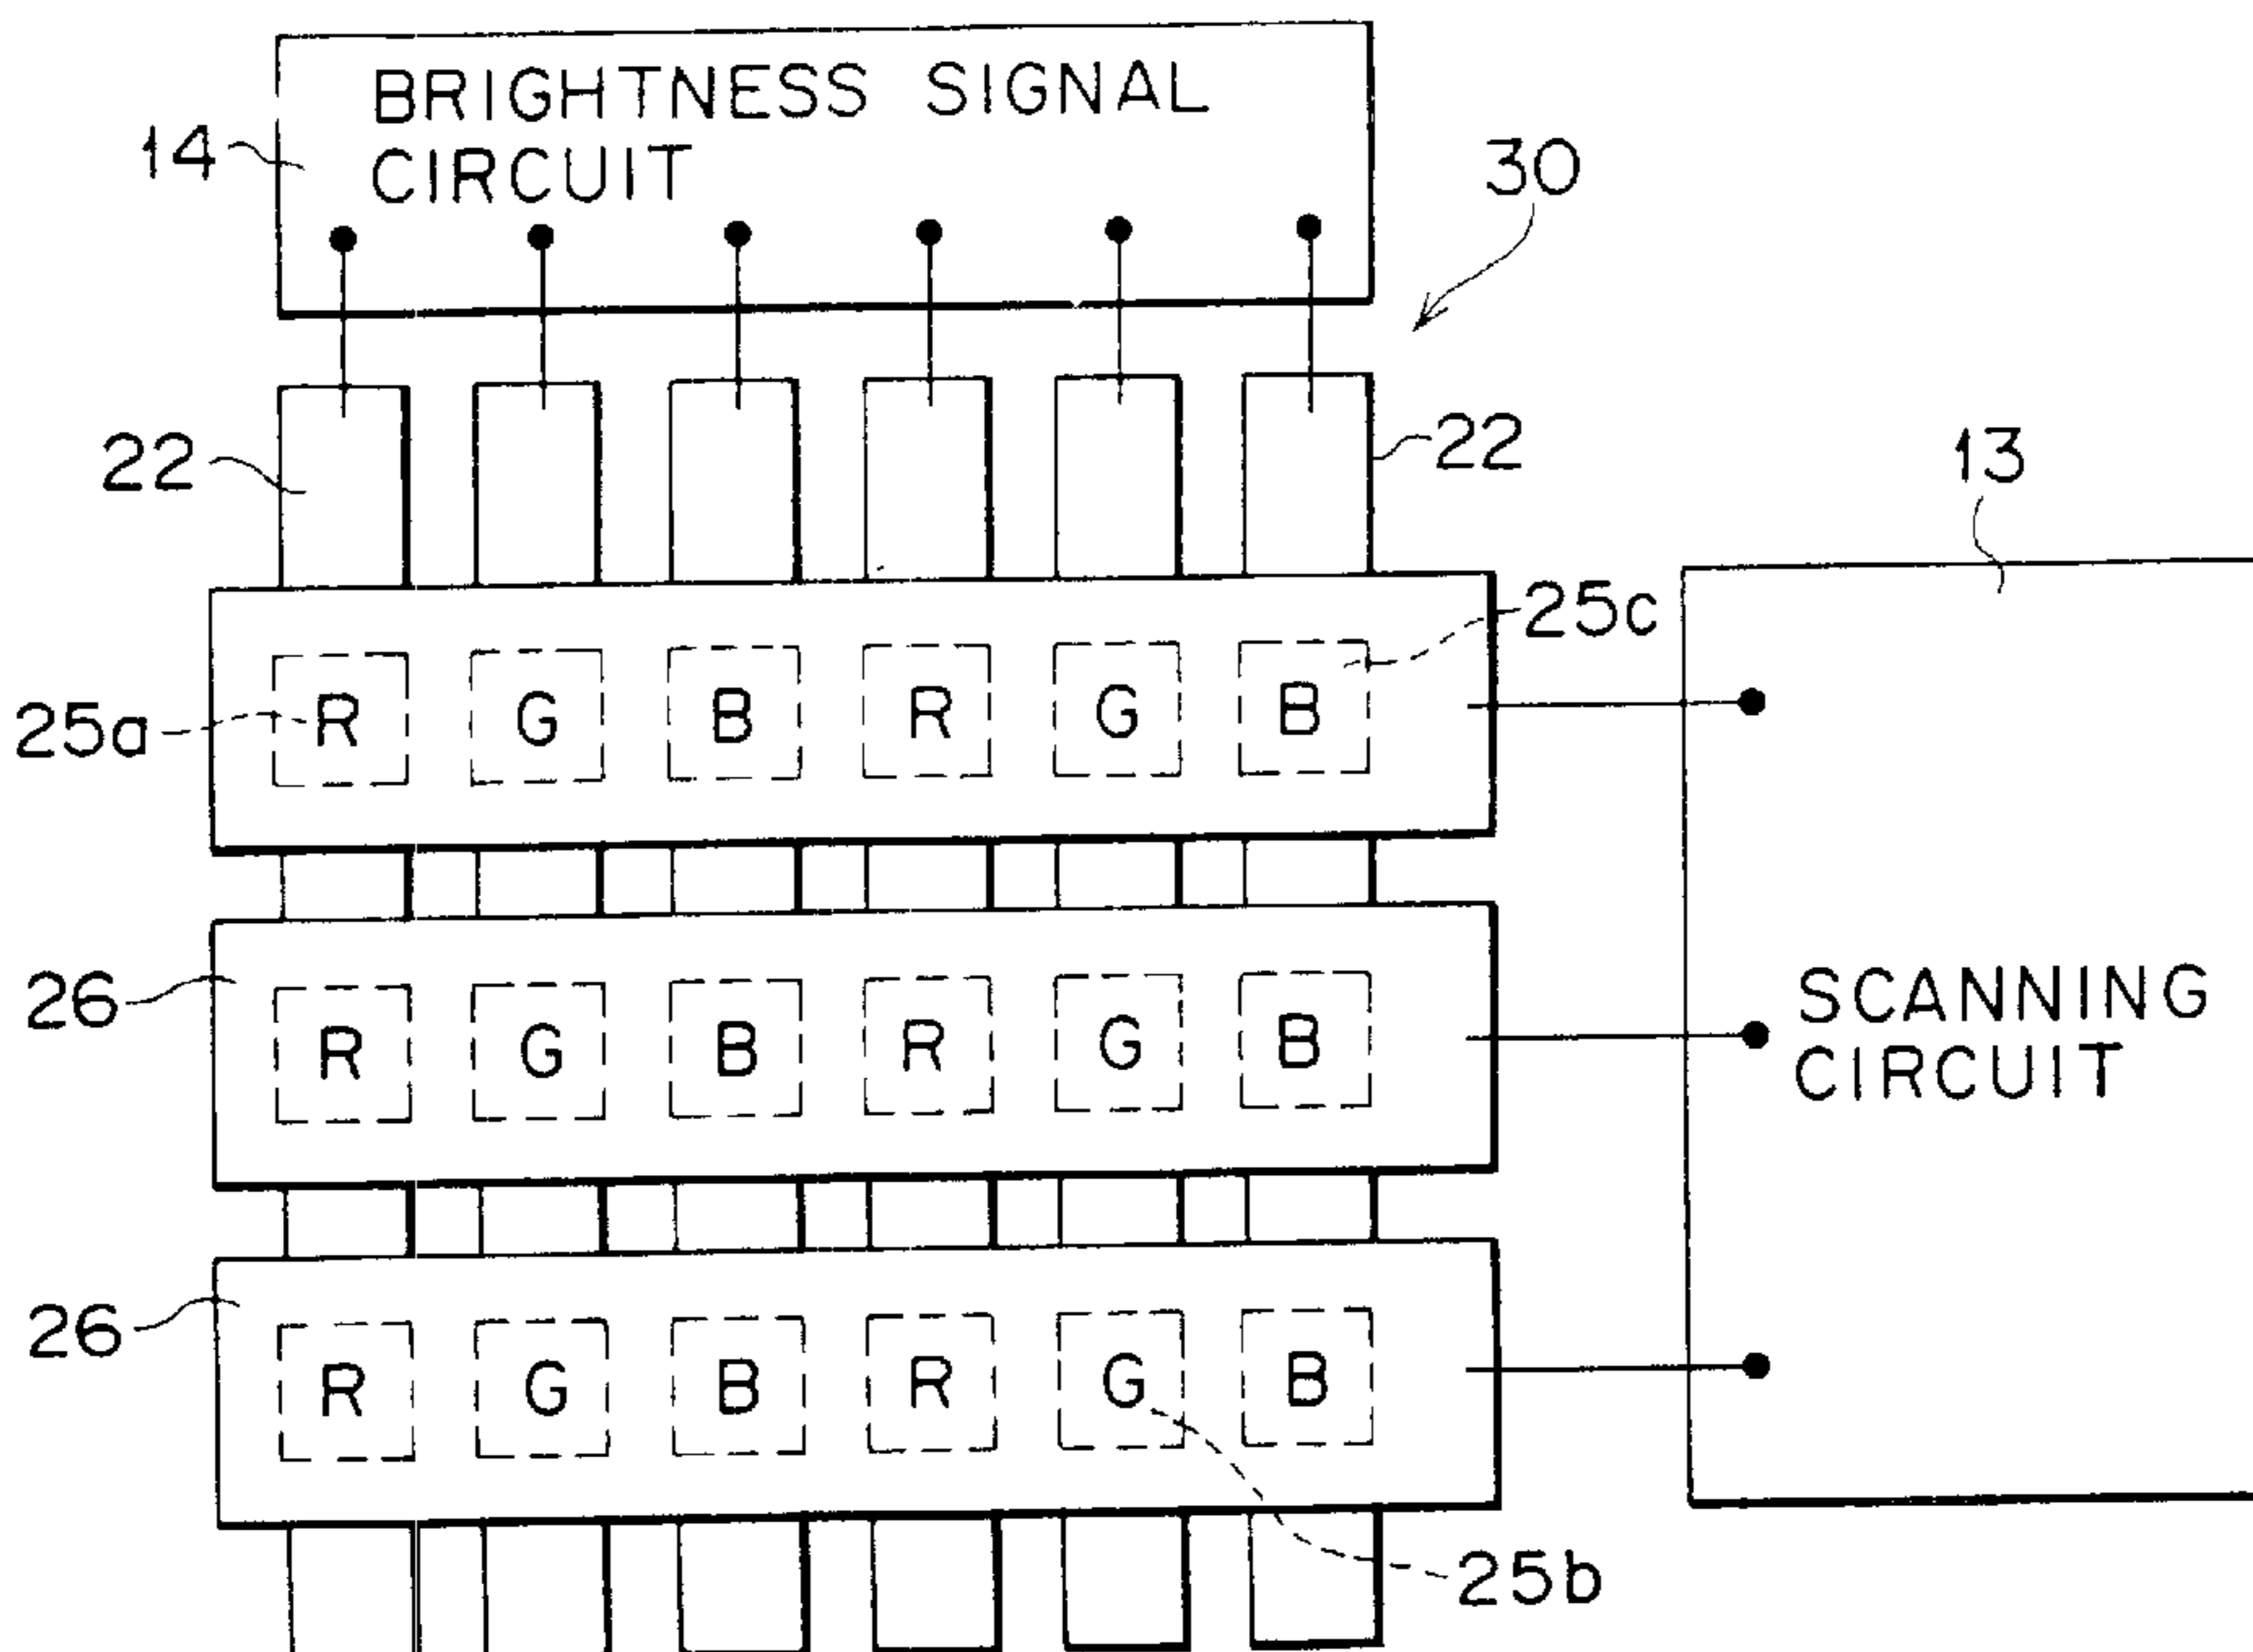 BRIGHTNESS SIGNAL
CIRCUIT
14
30
22
22
13
25c
25a
R G B R G B
26
R G B R G B
SCANNING
CIRCUIT
26
R G B R G B
25b